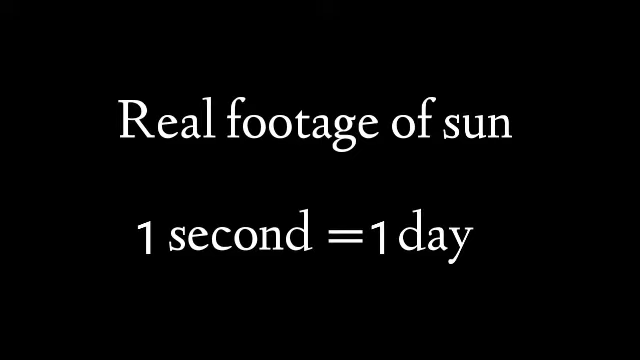 Real footage of sun
1 second = 1 day